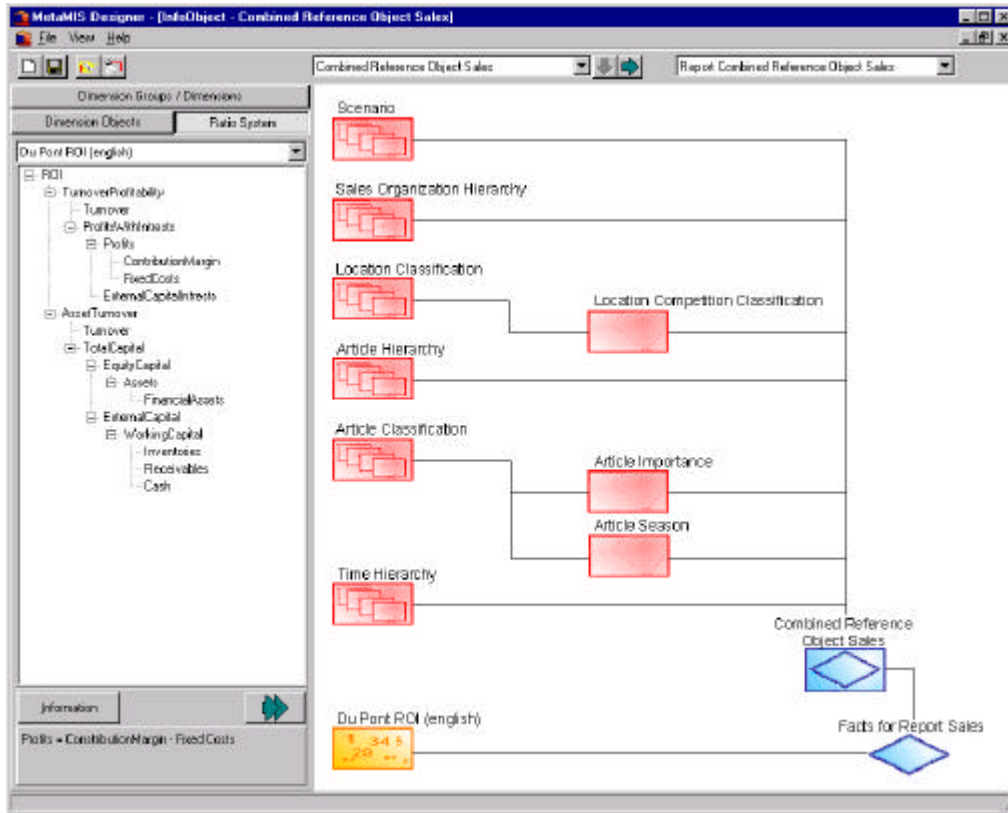 MetaMIS Designer - [InfoObject - Combined Reference Object Sales]
File View Help
Combined Reference Object Sales
Report Combined Reference Object Sales
Dimension Groups / Dimensions
Dimension Objects
Ratio System
Du Pont ROI (english)
ROI
TurnoverProfitability
Turnover
ProfitsWithIntrests
Profits
ContributionMargin
FixedCosts
ExternalCapitalIntrests
AssetTurnover
Turnover
TotalCapital
EquityCapital
Assets
FinancialAssets
ExternalCapital
WorkingCapital
Inventories
Receivables
Cash
Information
Profits = ConstributionMargin - FixedCosts
Scenario
Sales Organization Hierarchy
Location Classification
Location Competition Classification
Article Hierarchy
Article Classification
Article Importance
Article Season
Time Hierarchy
Combined Reference
Object Sales
Du Pont ROI (english)
Facts for Report Sales